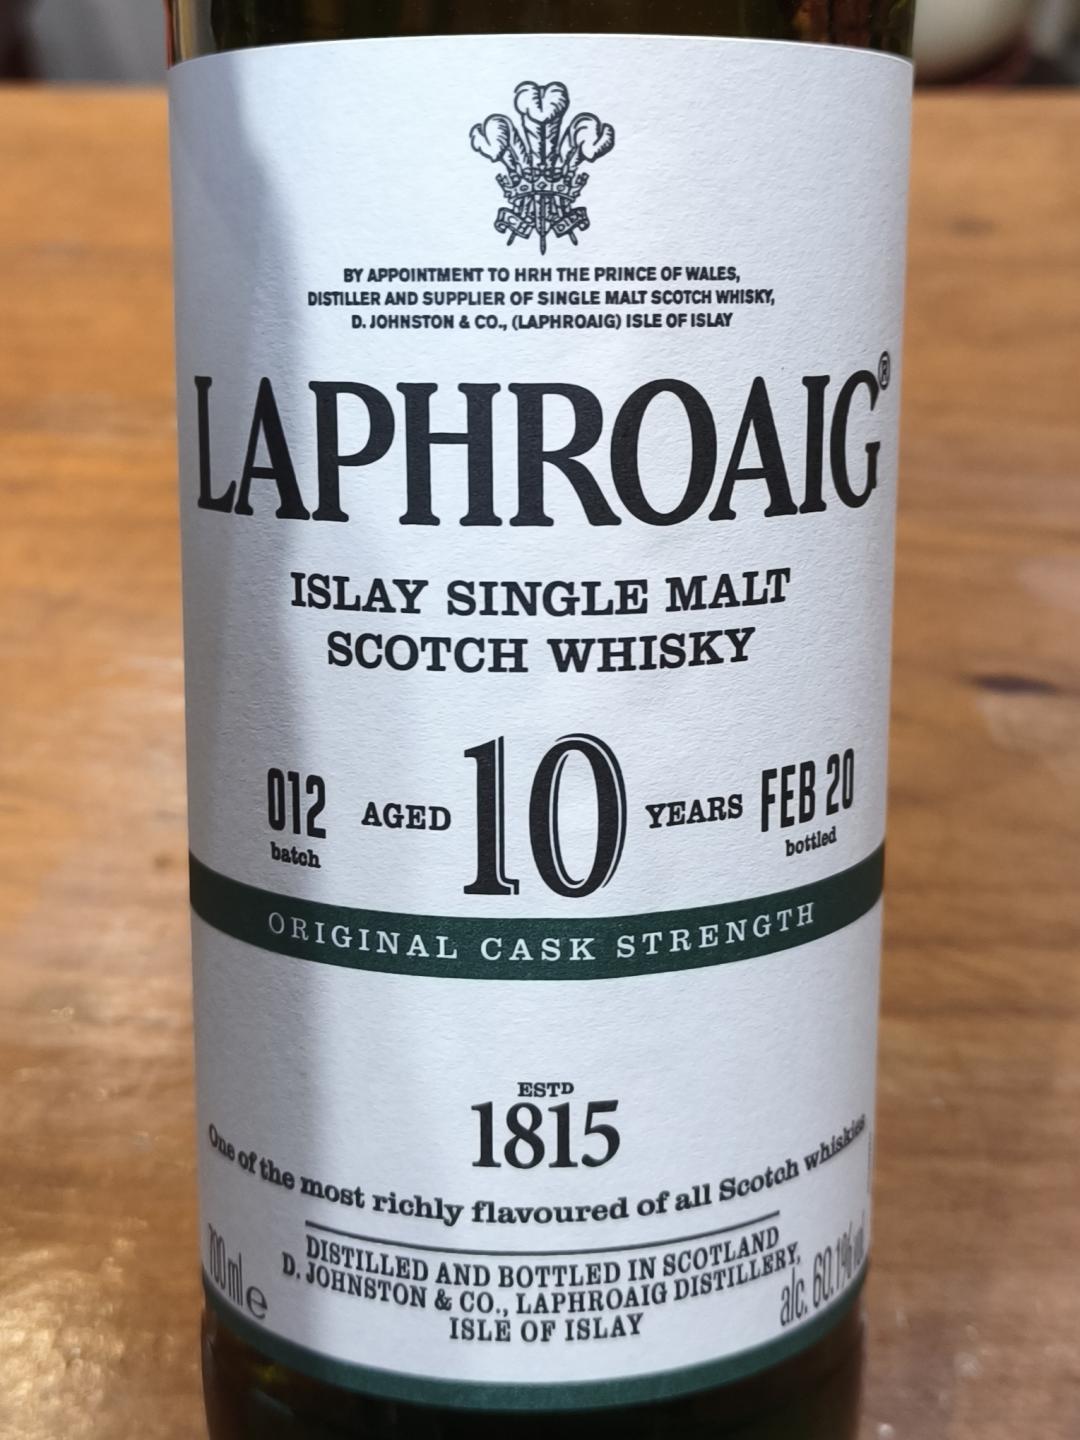 ICH DIEN
BY APPOINTMENT TO HRH THE PRINCE OF WALES,
DISTILLER AND SUPPLIER OF SINGLE MALT SCOTCH WHISKY,
D. JOHNSTON & CO., (LAPHROAIG) ISLE OF ISLAY
LAPHROAIG®
ISLAY SINGLE MALT
SCOTCH WHISKY
012 AGED 10 YEARS FEB 20
batch bottled
ORIGINAL CASK STRENGTH
ESTD
1815
One of the most richly flavoured of all Scotch whiskies
DISTILLED AND BOTTLED IN SCOTLAND
D. JOHNSTON & CO., LAPHROAIG DISTILLERY,
ISLE OF ISLAY
700ml e
alc. 60.1% vol.